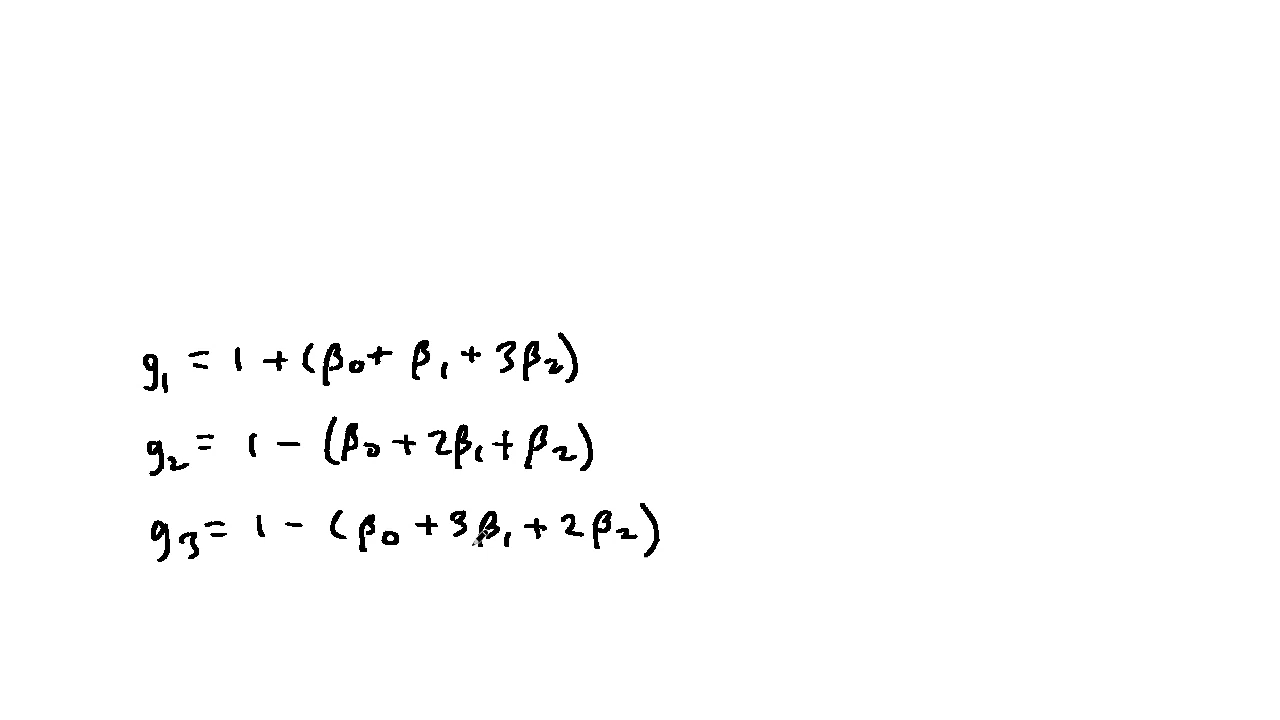 g₁ = 1 + (β₀ + β₁ + 3β₂)
g₂ = 1 - (β₀ + 2β₁ + β₂)
g₃ = 1 - (β₀ + 3β₁ + 2β₂)